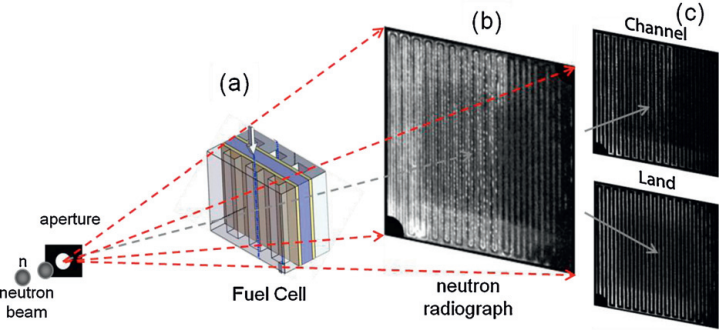 (a)
(b)
(c)
Channel
Land
aperture
n
neutron
beam
Fuel Cell
neutron
radiograph